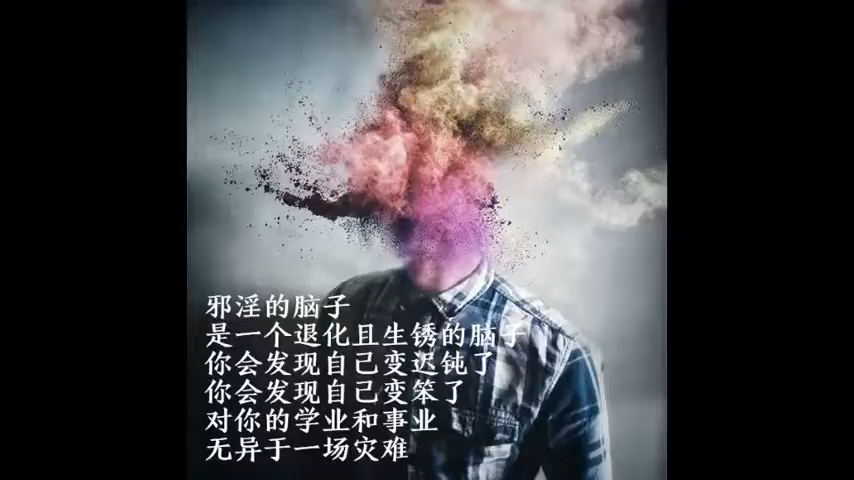 邪淫的脑子
是一个退化且生锈的脑子
你会发现自己变迟钝了
你会发现自己变笨了
对你的学业和事业
无异于一场灾难